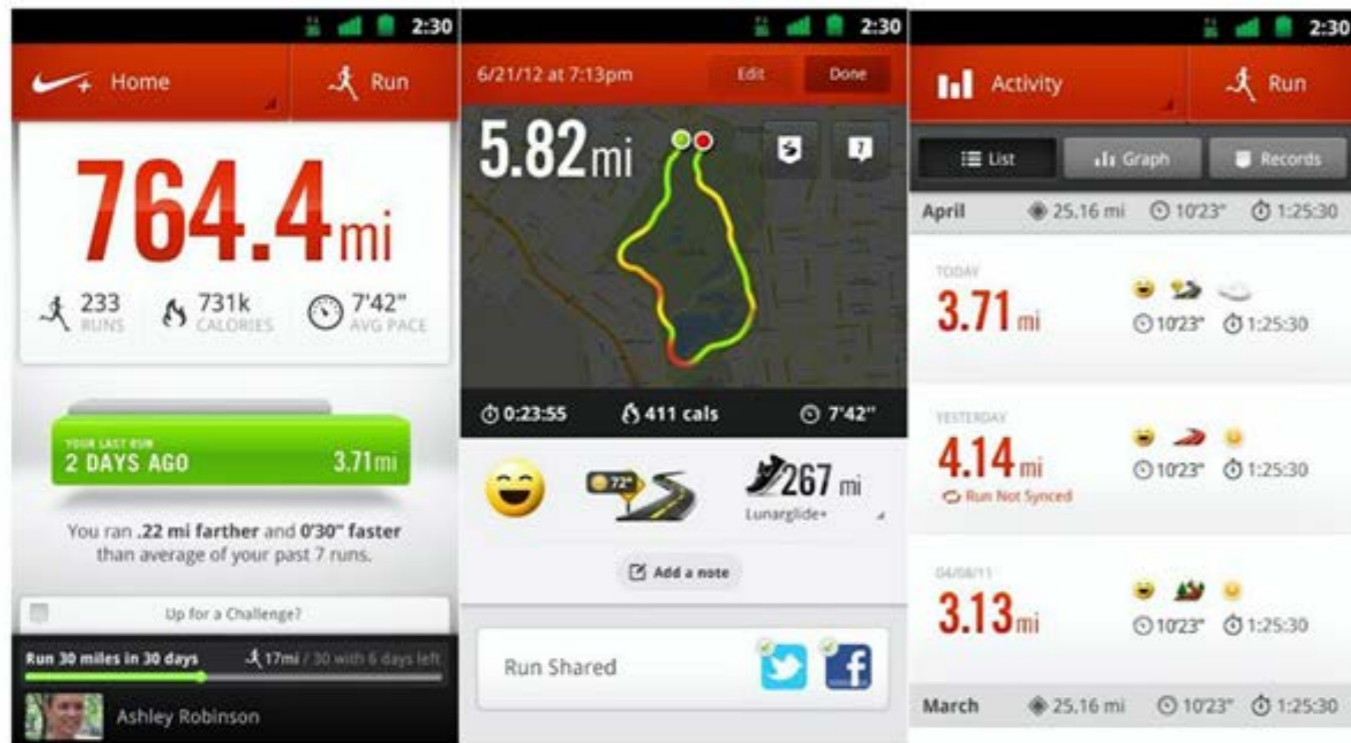 2:30
Home
Run
764.4mi
233
RUNS
731k
CALORIES
7'42"
AVG PACE
YOUR LAST RUN
2 DAYS AGO
3.71mi
You ran .22 mi farther and 0'30" faster
than average of your past 7 runs.
Up for a Challenge?
Run 30 miles in 30 days
17mi / 30 with 6 days left
Ashley Robinson
2:30
6/21/12 at 7:13pm
Edit
Done
5.82mi
0:23:55
411 cals
7'42"
72°
267 mi
Lunarglide+
Add a note
Run Shared
2:30
Activity
Run
List
Graph
Records
April 25.16 mi 10'23" 1:25:30
TODAY
3.71 mi
10'23" 1:25:30
YESTERDAY
4.14 mi
Run Not Synced
10'23" 1:25:30
04/08/11
3.13mi
10'23" 1:25:30
March 25.16 mi 10'23" 1:25:30